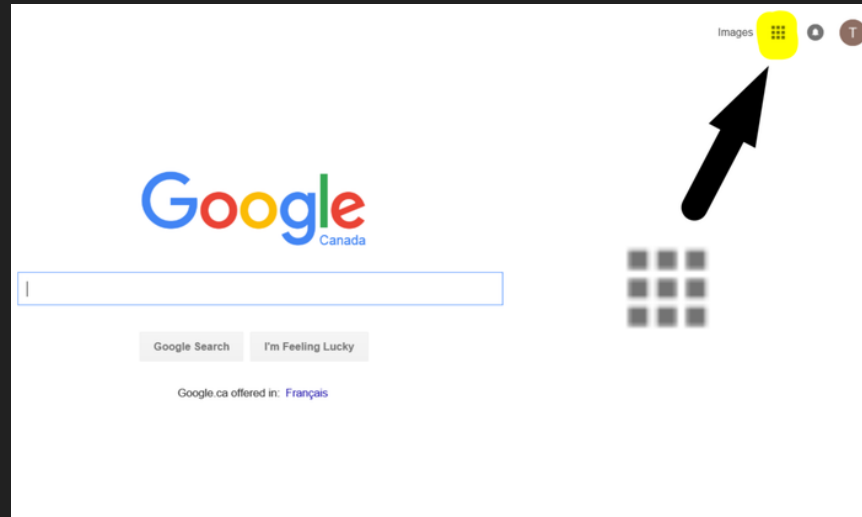 Images
T
Google
Canada
Google Search I'm Feeling Lucky
Google.ca offered in: Français